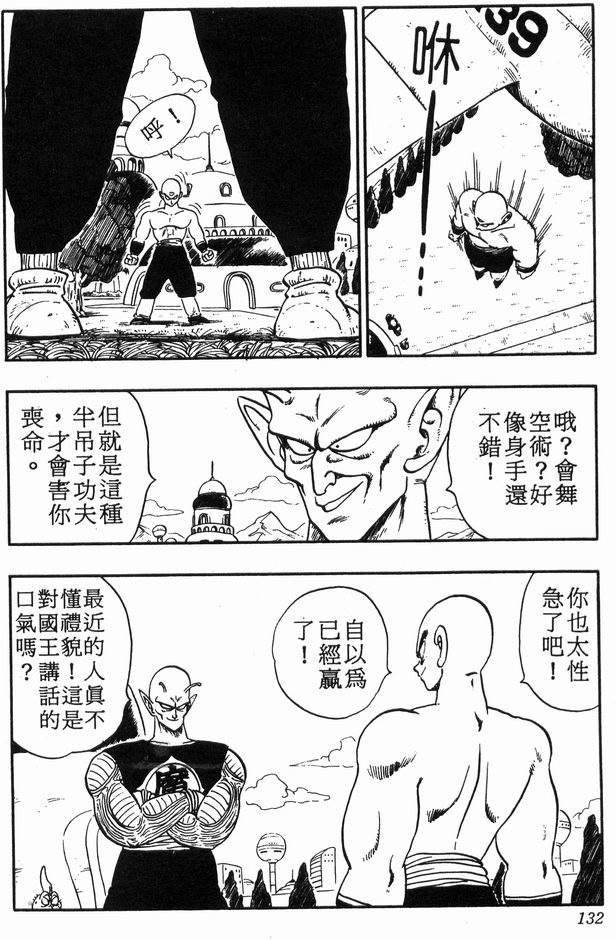 39
咻
呼！
哦？會舞
空術？好
像身手還
不錯！
但就是這種
半吊子功夫
，才會害你
喪命。
你也太性
急了吧！
自以為
已經贏
了！
最近的人真不
懂禮貌！這是
對國王講話的
口氣嗎？
魔
132